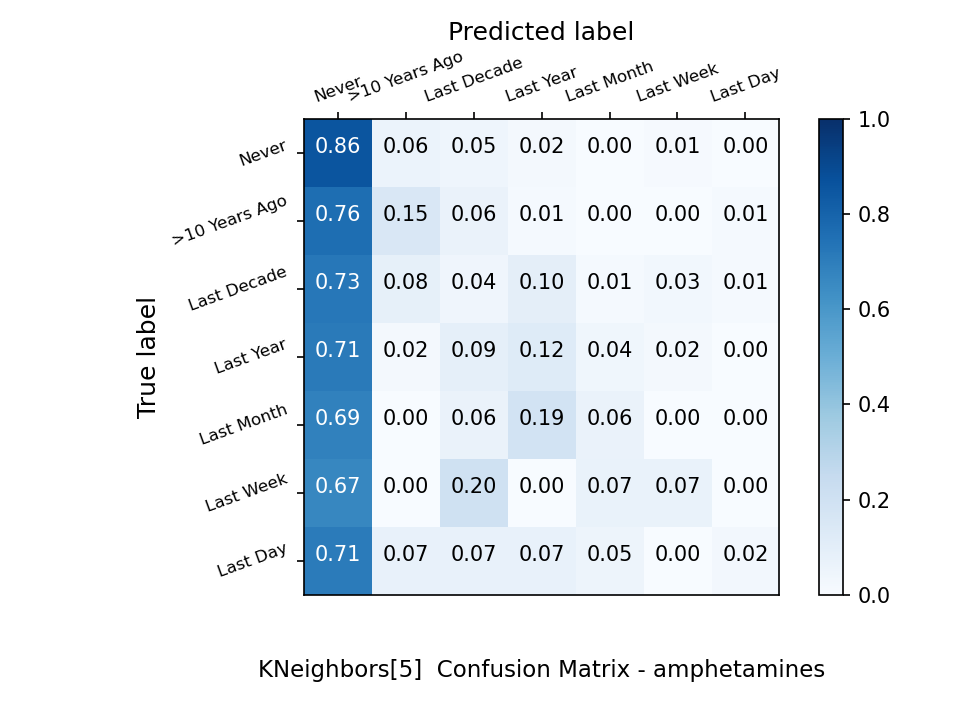 Predicted label
Never >10 Years Ago Last Decade Last Year Last Month Last Week Last Day
True label
Never 0.86 0.06 0.05 0.02 0.00 0.01 0.00
>10 Years Ago 0.76 0.15 0.06 0.01 0.00 0.00 0.01
Last Decade 0.73 0.08 0.04 0.10 0.01 0.03 0.01
Last Year 0.71 0.02 0.09 0.12 0.04 0.02 0.00
Last Month 0.69 0.00 0.06 0.19 0.06 0.00 0.00
Last Week 0.67 0.00 0.20 0.00 0.07 0.07 0.00
Last Day 0.71 0.07 0.07 0.07 0.05 0.00 0.02
1.0
0.8
0.6
0.4
0.2
0.0
KNeighbors[5] Confusion Matrix - amphetamines